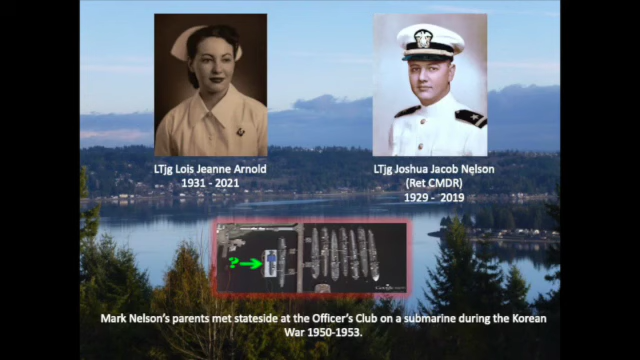 LTjg Lois Jeanne Arnold
1931 - 2021
LTjg Joshua Jacob Nelson
(Ret CMDR)
1929 - 2019
?
Mark Nelson's parents met stateside at the Officer's Club on a submarine during the Korean
War 1950-1953.